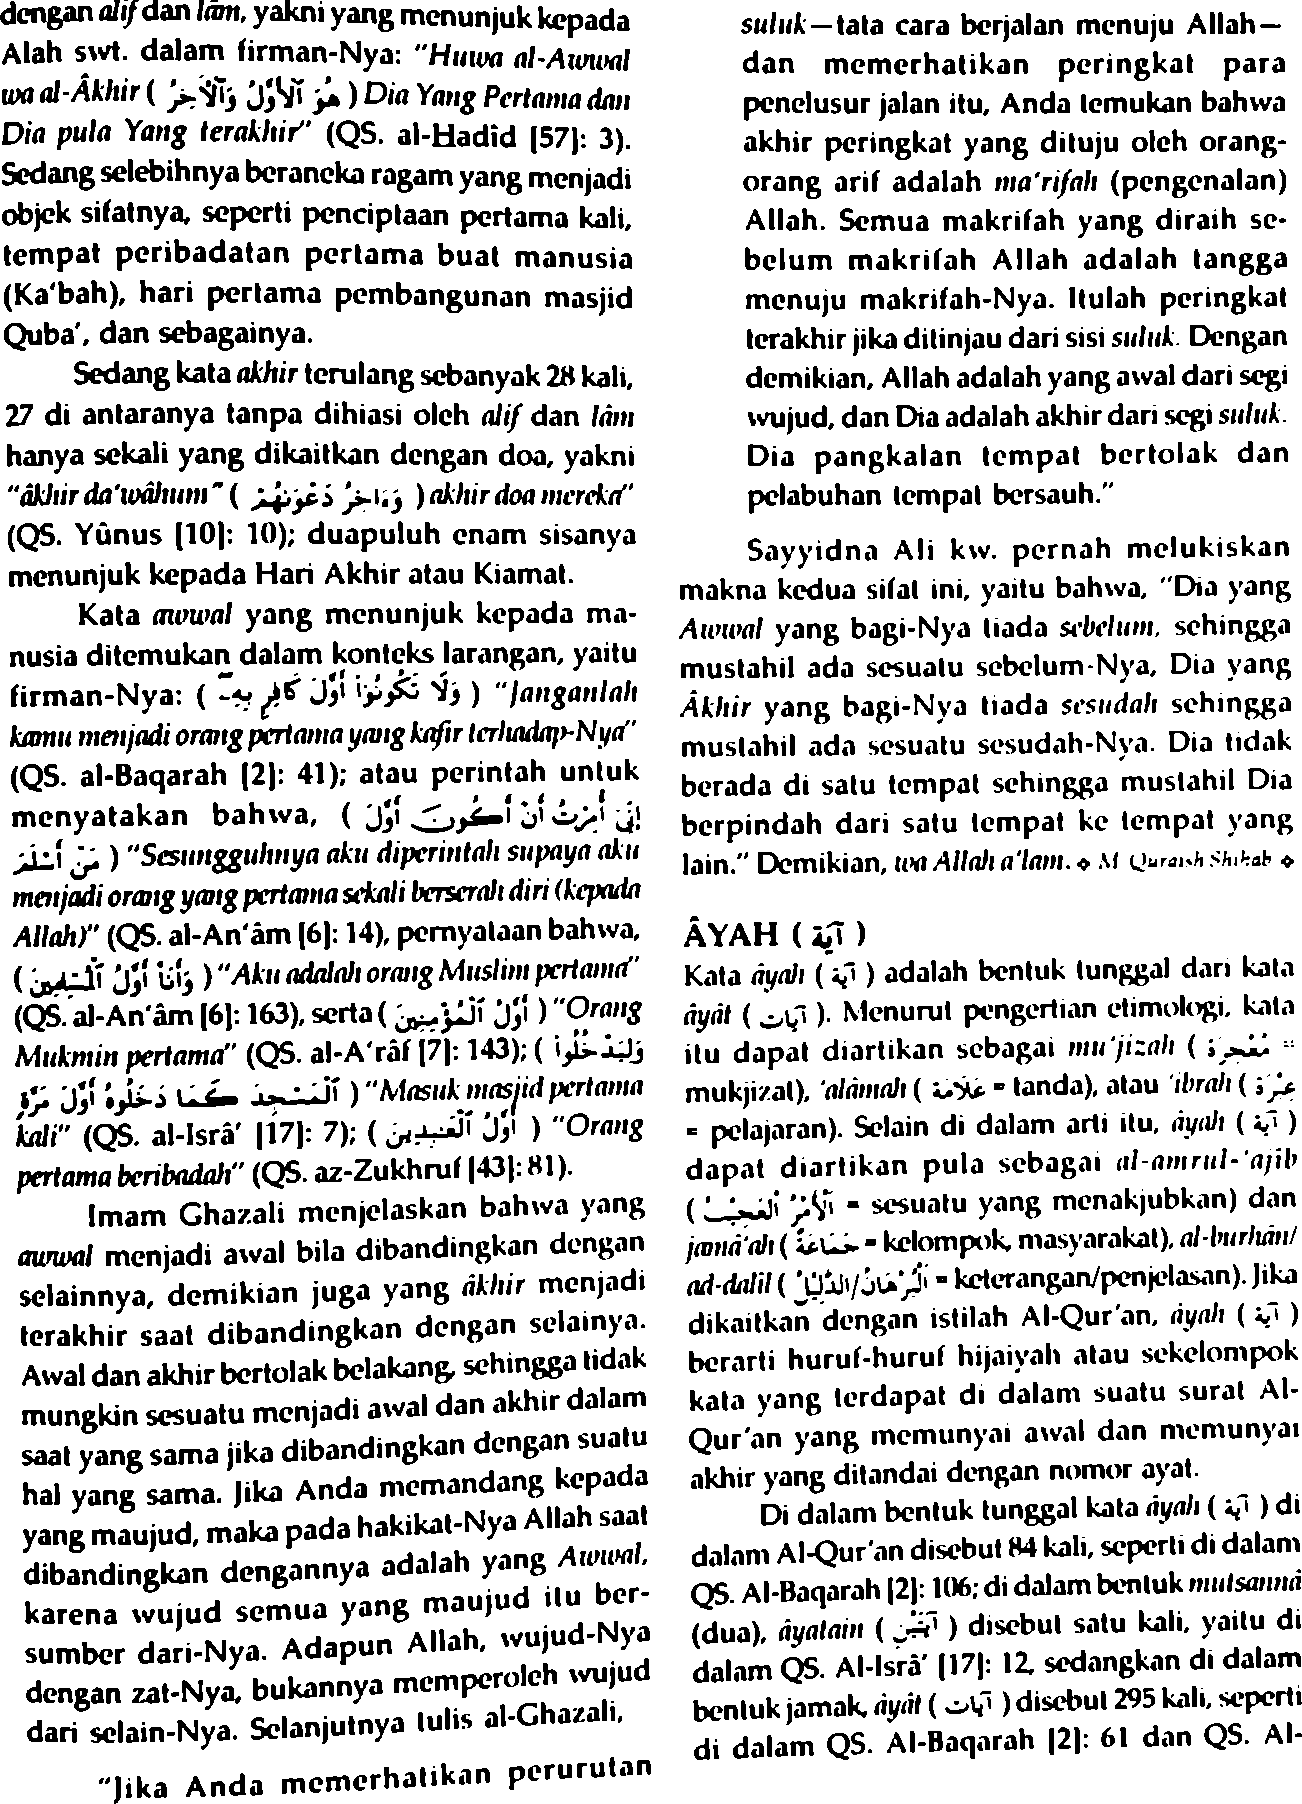 dengan alif dan lâm, yakni yang menunjuk kepada
Alah swt. dalam firman-Nya: "Huwa al-Awwal
wa al-Âkhir ( هُوَ ٱلْأَوَّلُ وَٱلْآخِرُ ) Dia Yang Pertama dan
Dia pula Yang terakhir" (QS. al-Hadîd [57]: 3).
Sedang selebihnya beraneka ragam yang menjadi
objek sifatnya, seperti penciptaan pertama kali,
tempat peribadatan pertama buat manusia
(Ka'bah), hari pertama pembangunan masjid
Quba', dan sebagainya.
Sedang kata akhir terulang sebanyak 28 kali,
27 di antaranya tanpa dihiasi oleh alif dan lâm
hanya sekali yang dikaitkan dengan doa, yakni
"âkhir da'wâhum" ( وَءَاخِرُ دَعْوَىٰهُمْ ) akhir doa mereka"
(QS. Yûnus [10]: 10); duapuluh enam sisanya
menunjuk kepada Hari Akhir atau Kiamat.
Kata awwal yang menunjuk kepada ma-
nusia ditemukan dalam konteks larangan, yaitu
firman-Nya: ( وَلَا تَكُونُوٓا۟ أَوَّلَ كَافِرٍۭ بِهِۦ ) "Janganlah
kamu menjadi orang pertama yang kafir terhadap-Nya"
(QS. al-Baqarah [2]: 41); atau perintah untuk
menyatakan bahwa, ( إِنِّىٓ أُمِرْتُ أَنْ أَكُونَ أَوَّلَ
مَنْ أَسْلَمَ ) "Sesungguhnya aku diperintah supaya aku
menjadi orang yang pertama sekali berserah diri (kepada
Allah)" (QS. al-An'âm [6]: 14), pernyataan bahwa,
( وَأَنَا۠ أَوَّلُ ٱلْمُسْلِمِينَ ) "Aku adalah orang Muslim pertama"
(QS. al-An'âm [6]: 163), serta ( أَوَّلُ ٱلْمُؤْمِنِينَ ) "Orang
Mukmin pertama" (QS. al-A'râf [7]: 143); ( وَلِيَدْخُلُوا۟
ٱلْمَسْجِدَ كَمَا دَخَلُوهُ أَوَّلَ مَرَّةٍ ) "Masuk masjid pertama
kali" (QS. al-Isrâ' [17]: 7); ( أَوَّلُ ٱلْعَٰبِدِينَ ) "Orang
pertama beribadah" (QS. az-Zukhruf [43]: 81).
Imam Ghazali menjelaskan bahwa yang
awwal menjadi awal bila dibandingkan dengan
selainnya, demikian juga yang âkhir menjadi
terakhir saat dibandingkan dengan selainya.
Awal dan akhir bertolak belakang, sehingga tidak
mungkin sesuatu menjadi awal dan akhir dalam
saat yang sama jika dibandingkan dengan suatu
hal yang sama. Jika Anda memandang kepada
yang maujud, maka pada hakikat-Nya Allah saat
dibandingkan dengannya adalah yang Awwal,
karena wujud semua yang maujud itu ber-
sumber dari-Nya. Adapun Allah, wujud-Nya
dengan zat-Nya, bukannya memperoleh wujud
dari selain-Nya. Selanjutnya tulis al-Ghazali,
"Jika Anda memerhatikan perurutan
suluk—tata cara berjalan menuju Allah—
dan memerhatikan peringkat para
penelusur jalan itu, Anda temukan bahwa
akhir peringkat yang dituju oleh orang-
orang arif adalah ma'rifah (pengenalan)
Allah. Semua makrifah yang diraih se-
belum makrifah Allah adalah tangga
menuju makrifah-Nya. Itulah peringkat
terakhir jika ditinjau dari sisi suluk. Dengan
demikian, Allah adalah yang awal dari segi
wujud, dan Dia adalah akhir dari segi suluk.
Dia pangkalan tempat bertolak dan
pelabuhan tempat bersauh."
Sayyidna Ali kw. pernah melukiskan
makna kedua sifat ini, yaitu bahwa, "Dia yang
Awwal yang bagi-Nya tiada sebelum, sehingga
mustahil ada sesuatu sebelum-Nya, Dia yang
Âkhir yang bagi-Nya tiada sesudah sehingga
mustahil ada sesuatu sesudah-Nya. Dia tidak
berada di satu tempat sehingga mustahil Dia
berpindah dari satu tempat ke tempat yang
lain." Demikian, wa Allah a'lam. ⋄ M Quraish Shihab ⋄
ÂYAH ( آيَة )
Kata âyah ( آيَة ) adalah bentuk tunggal dari kata
âyât ( آيَات ). Menurut pengertian etimologi, kata
itu dapat diartikan sebagai mu'jizah ( مُعْجِزَة =
mukjizat), 'alâmah ( عَلَامَة = tanda), atau 'ibrah ( عِبْرَة
= pelajaran). Selain di dalam arti itu, âyah ( آيَة )
dapat diartikan pula sebagai al-amrul-'ajîb
( الْأَمْرُ الْعَجِيْبُ = sesuatu yang menakjubkan) dan
jamâ'ah ( جَمَاعَة = kelompok, masyarakat), al-burhân/
ad-dalîl ( الْبُرْهَانُ/الدَّلِيْلُ = keterangan/penjelasan). Jika
dikaitkan dengan istilah Al-Qur'an, âyah ( آيَة )
berarti huruf-huruf hijaiyah atau sekelompok
kata yang terdapat di dalam suatu surat Al-
Qur'an yang memunyai awal dan memunyai
akhir yang ditandai dengan nomor ayat.
Di dalam bentuk tunggal kata âyah ( آيَة ) di
dalam Al-Qur'an disebut 84 kali, seperti di dalam
QS. Al-Baqarah [2]: 106; di dalam bentuk mutsannâ
(dua), âyatain ( آيَتَيْنِ ) disebut satu kali, yaitu di
dalam QS. Al-Isrâ' [17]: 12, sedangkan di dalam
bentuk jamak, âyât ( آيَات ) disebut 295 kali, seperti
di dalam QS. Al-Baqarah [2]: 61 dan QS. Al-